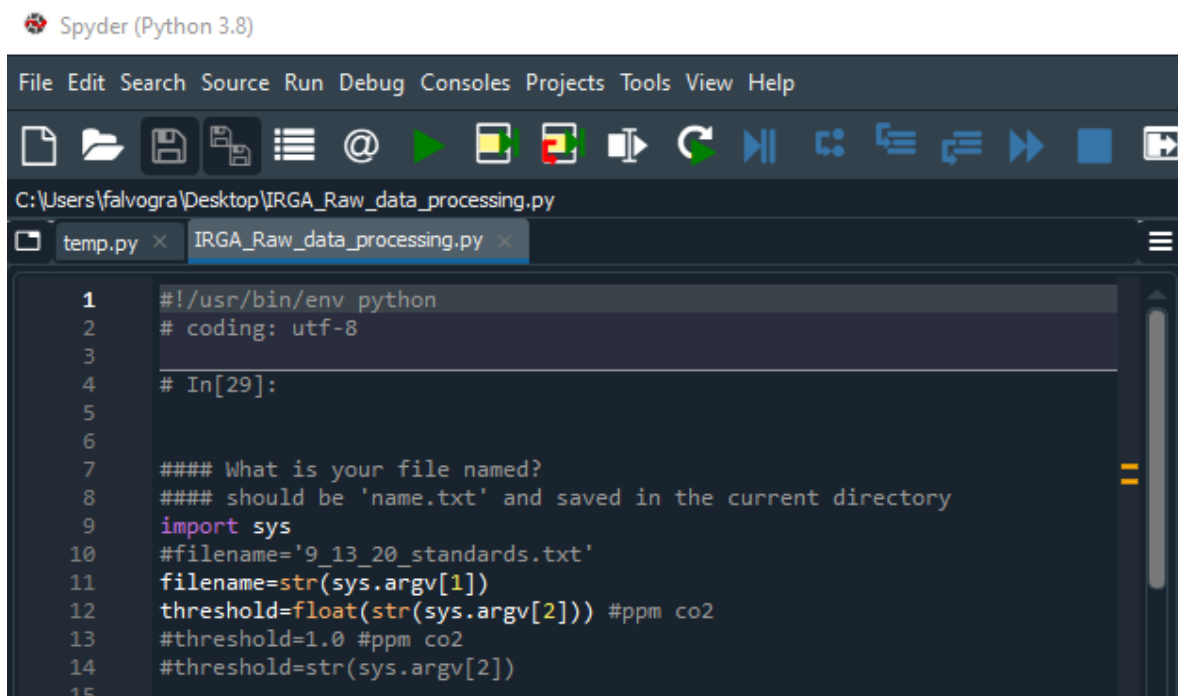 Spyder (Python 3.8)
File Edit Search Source Run Debug Consoles Projects Tools View Help
@
C:\Users\falvogra\Desktop\IRGA_Raw_data_processing.py
temp.py IRGA_Raw_data_processing.py
1 #!/usr/bin/env python
2 # coding: utf-8
3
4 # In[29]:
5
6
7 #### What is your file named?
8 #### should be 'name.txt' and saved in the current directory
9 import sys
10 #filename='9_13_20_standards.txt'
11 filename=str(sys.argv[1])
12 threshold=float(str(sys.argv[2])) #ppm co2
13 #threshold=1.0 #ppm co2
14 #threshold=str(sys.argv[2])
15